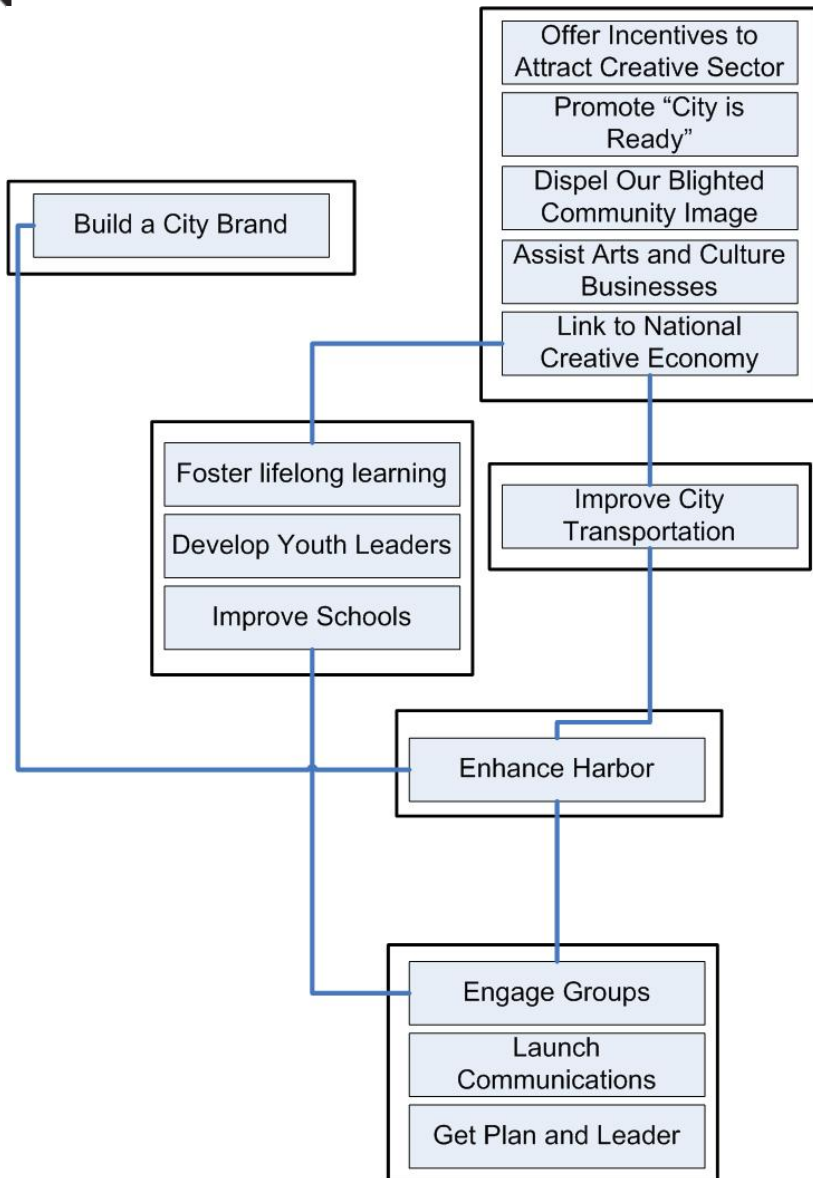 Offer Incentives to
Attract Creative Sector
Promote “City is
Ready”
Dispel Our Blighted
Community Image
Assist Arts and Culture
Businesses
Link to National
Creative Economy
Build a City Brand
Foster lifelong learning
Develop Youth Leaders
Improve Schools
Improve City
Transportation
Enhance Harbor
Engage Groups
Launch
Communications
Get Plan and Leader